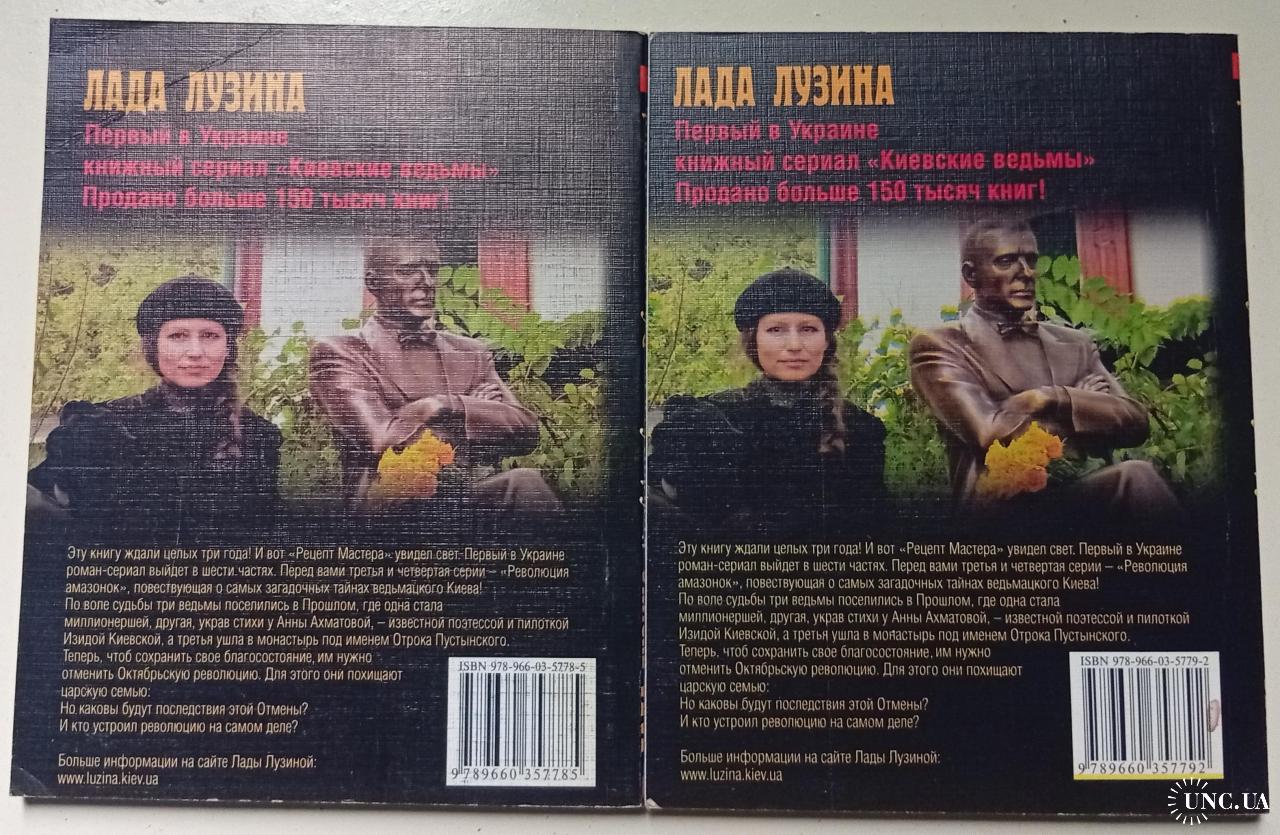 ЛАДА ЛУЗИНА
Первый в Украине
книжный сериал «Киевские ведьмы»
Продано больше 150 тысяч книг!
Эту книгу ждали целых три года! И вот «Рецепт Мастера» увидел свет. Первый в Украине
роман-сериал выйдет в шести частях. Перед вами третья и четвертая серии – «Революция
амазонок», повествующая о самых загадочных тайнах ведьмацкого Киева!
По воле судьбы три ведьмы поселились в Прошлом, где одна стала
миллионершей, другая, украв стихи у Анны Ахматовой, – известной поэтессой и пилоткой
Изидой Киевской, а третья ушла в монастырь под именем Отрока Пустынского.
Теперь, чтоб сохранить свое благосостояние, им нужно
отменить Октябрьскую революцию. Для этого они похищают
царскую семью:
Но каковы будут последствия этой Отмены?
И кто устроил революцию на самом деле?
Больше информации на сайте Лады Лузиной:
www.luzina.kiev.ua
ISBN 978-966-03-5778-5
9 789660 357785
ЛАДА ЛУЗИНА
Первый в Украине
книжный сериал «Киевские ведьмы»
Продано больше 150 тысяч книг!
Эту книгу ждали целых три года! И вот «Рецепт Мастера» увидел свет. Первый в Украине
роман-сериал выйдет в шести частях. Перед вами третья и четвертая серии – «Революция
амазонок», повествующая о самых загадочных тайнах ведьмацкого Киева!
По воле судьбы три ведьмы поселились в Прошлом, где одна стала
миллионершей, другая, украв стихи у Анны Ахматовой, – известной поэтессой и пилоткой
Изидой Киевской, а третья ушла в монастырь под именем Отрока Пустынского.
Теперь, чтоб сохранить свое благосостояние, им нужно
отменить Октябрьскую революцию. Для этого они похищают
царскую семью:
Но каковы будут последствия этой Отмены?
И кто устроил революцию на самом деле?
Больше информации на сайте Лады Лузиной:
www.luzina.kiev.ua
ISBN 978-966-03-5779-2
9 789660 357792
UNC.UA